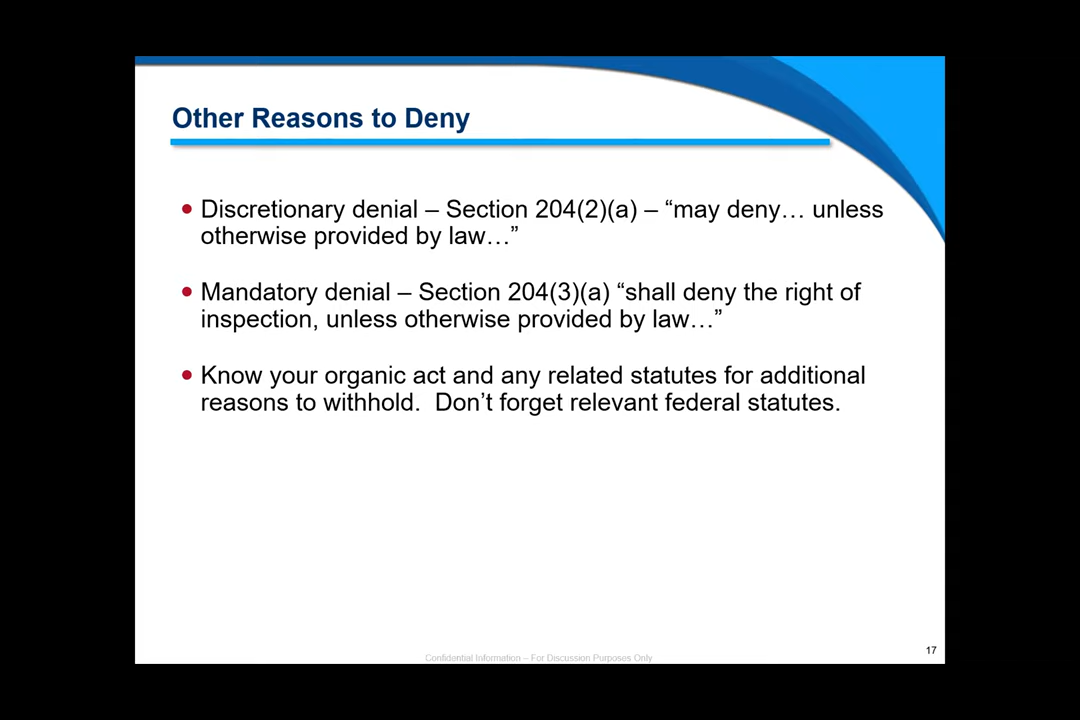 Other Reasons to Deny
• Discretionary denial – Section 204(2)(a) – “may deny… unless
otherwise provided by law…”
• Mandatory denial – Section 204(3)(a) “shall deny the right of
inspection, unless otherwise provided by law…”
• Know your organic act and any related statutes for additional
reasons to withhold.  Don’t forget relevant federal statutes.
17
Confidential Information – For Discussion Purposes Only